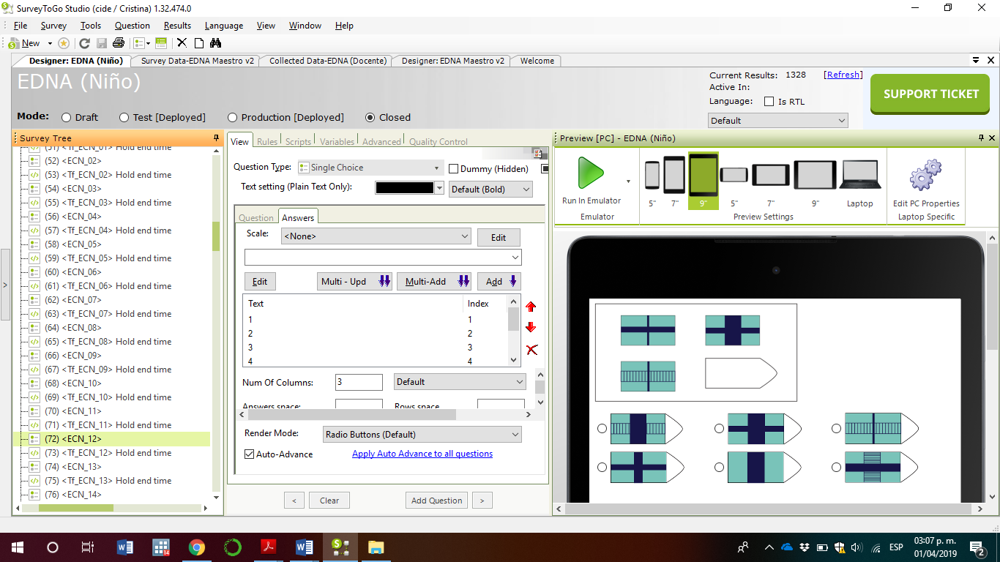 SurveyToGo Studio (cide / Cristina) 1.32.474.0
File Survey Tools Question Results Language View Window Help
New
Designer: EDNA (Niño) Survey Data-EDNA Maestro v2 Collected Data-EDNA (Docente) Designer: EDNA Maestro v2 Welcome
EDNA (Niño)
Current Results: 1328 [Refresh]
Active In:
Language: Is RTL
Default
SUPPORT TICKET
Mode: Draft Test [Deployed] Production [Deployed] Closed
Survey Tree
(51) <Tf_ECN_01> Hold end time
(52) <ECN_02>
(53) <Tf_ECN_02> Hold end time
(54) <ECN_03>
(55) <Tf_ECN_03> Hold end time
(56) <ECN_04>
(57) <Tf_ECN_04> Hold end time
(58) <ECN_05>
(59) <Tf_ECN_05> Hold end time
(60) <ECN_06>
(61) <Tf_ECN_06> Hold end time
(62) <ECN_07>
(63) <Tf_ECN_07> Hold end time
(64) <ECN_08>
(65) <Tf_ECN_08> Hold end time
(66) <ECN_09>
(67) <Tf_ECN_09> Hold end time
(68) <ECN_10>
(69) <Tf_ECN_10> Hold end time
(70) <ECN_11>
(71) <Tf_ECN_11> Hold end time
(72) <ECN_12>
(73) <Tf_ECN_12> Hold end time
(74) <ECN_13>
(75) <Tf_ECN_13> Hold end time
(76) <ECN_14>
View Rules Scripts Variables Advanced Quality Control
Question Type: Single Choice Dummy (Hidden)
Text setting (Plain Text Only): Default (Bold)
Question Answers
Scale: <None> Edit
Edit Multi - Upd Multi-Add Add
Text Index
1 1
2 2
3 3
4 4
Num Of Columns: 3 Default
Answers space: Rows space
Render Mode: Radio Buttons (Default)
Auto-Advance Apply Auto Advance to all questions
< Clear Add Question >
Preview [PC] - EDNA (Niño)
Run In Emulator 5" 7" 9" 5" 7" 9" Laptop Edit PC Properties
Emulator Preview Settings Laptop Specific
>
14
ESP
03:07 p. m.
01/04/2019
2